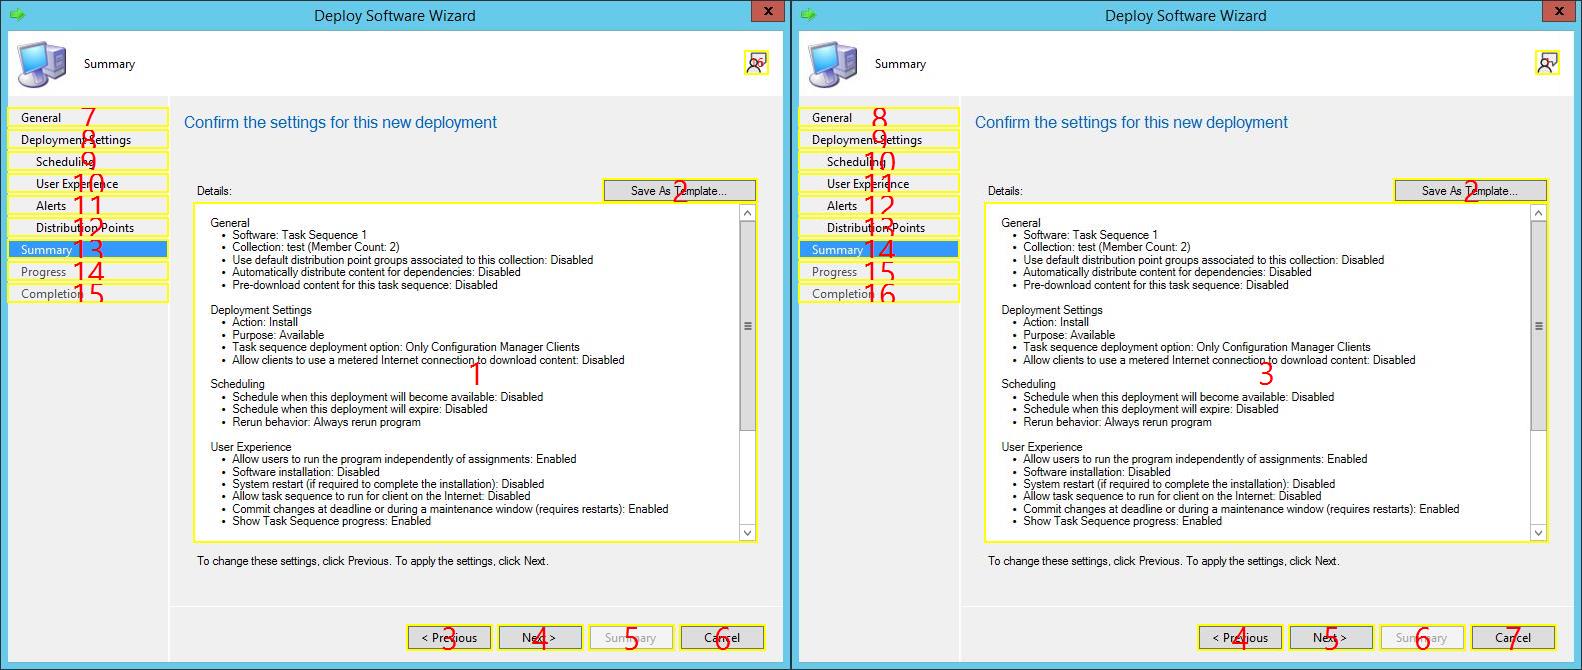 Deploy Software Wizard
x
Summary
16
General
7
Deployment Settings
8
Scheduling
9
User Experience
10
Alerts
11
Distribution Points
12
Summary
13
Progress
14
Completion
15
Confirm the settings for this new deployment
Details:
Save As Template...
2
General
• Software: Task Sequence 1
• Collection: test (Member Count: 2)
• Use default distribution point groups associated to this collection: Disabled
• Automatically distribute content for dependencies: Disabled
• Pre-download content for this task sequence: Disabled
Deployment Settings
• Action: Install
• Purpose: Available
• Task sequence deployment option: Only Configuration Manager Clients
• Allow clients to use a metered Internet connection to download content: Disabled
1
Scheduling
• Schedule when this deployment will become available: Disabled
• Schedule when this deployment will expire: Disabled
• Rerun behavior: Always rerun program
User Experience
• Allow users to run the program independently of assignments: Enabled
• Software installation: Disabled
• System restart (if required to complete the installation): Disabled
• Allow task sequence to run for client on the Internet: Disabled
• Commit changes at deadline or during a maintenance window (requires restarts): Enabled
• Show Task Sequence progress: Enabled
To change these settings, click Previous. To apply the settings, click Next.
< Previous
3
Next >
4
Summary
5
Cancel
6
Deploy Software Wizard
x
Summary
General
8
Deployment Settings
9
Scheduling
10
User Experience
11
Alerts
12
Distribution Points
13
Summary
14
Progress
15
Completion
16
Confirm the settings for this new deployment
Details:
Save As Template...
2
General
• Software: Task Sequence 1
• Collection: test (Member Count: 2)
• Use default distribution point groups associated to this collection: Disabled
• Automatically distribute content for dependencies: Disabled
• Pre-download content for this task sequence: Disabled
Deployment Settings
• Action: Install
• Purpose: Available
• Task sequence deployment option: Only Configuration Manager Clients
• Allow clients to use a metered Internet connection to download content: Disabled
3
Scheduling
• Schedule when this deployment will become available: Disabled
• Schedule when this deployment will expire: Disabled
• Rerun behavior: Always rerun program
User Experience
• Allow users to run the program independently of assignments: Enabled
• Software installation: Disabled
• System restart (if required to complete the installation): Disabled
• Allow task sequence to run for client on the Internet: Disabled
• Commit changes at deadline or during a maintenance window (requires restarts): Enabled
• Show Task Sequence progress: Enabled
To change these settings, click Previous. To apply the settings, click Next.
< Previous
4
Next >
5
Summary
6
Cancel
7